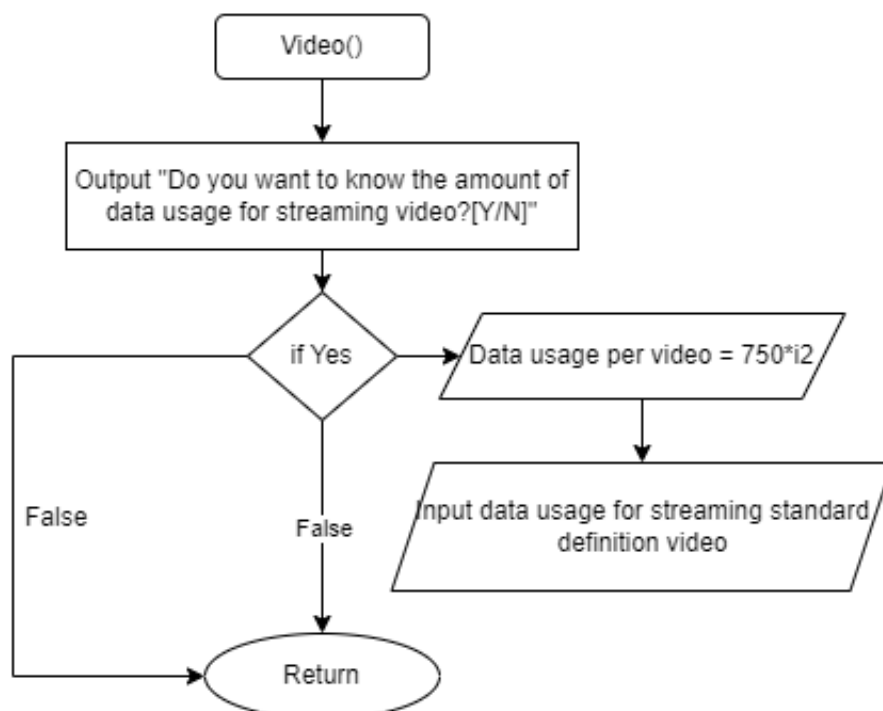 Video()
Output "Do you want to know the amount of
data usage for streaming video?[Y/N]"
if Yes
Data usage per video = 750*i2
Input data usage for streaming standard
definition video
False
False
Return